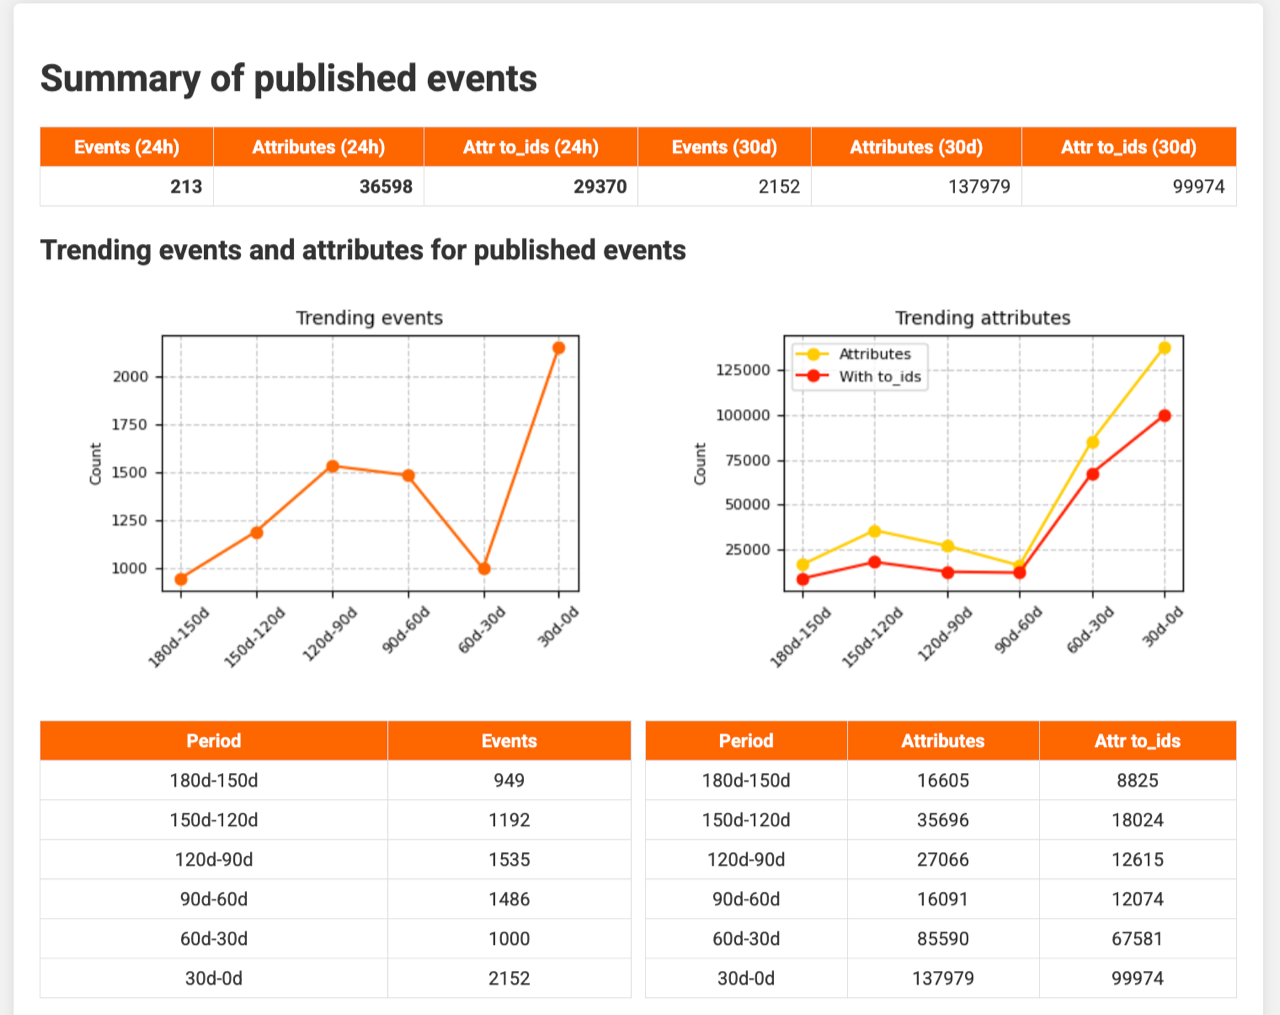 Summary of published events
Events (24h) Attributes (24h) Attr to_ids (24h) Events (30d) Attributes (30d) Attr to_ids (30d)
213 36598 29370 2152 137979 99974
Trending events and attributes for published events
Trending events
Count
2000
1750
1500
1250
1000
180d-150d 150d-120d 120d-90d 90d-60d 60d-30d 30d-0d
Trending attributes
Attributes
With to_ids
Count
125000
100000
75000
50000
25000
180d-150d 150d-120d 120d-90d 90d-60d 60d-30d 30d-0d
Period Events
180d-150d 949
150d-120d 1192
120d-90d 1535
90d-60d 1486
60d-30d 1000
30d-0d 2152
Period Attributes Attr to_ids
180d-150d 16605 8825
150d-120d 35696 18024
120d-90d 27066 12615
90d-60d 16091 12074
60d-30d 85590 67581
30d-0d 137979 99974